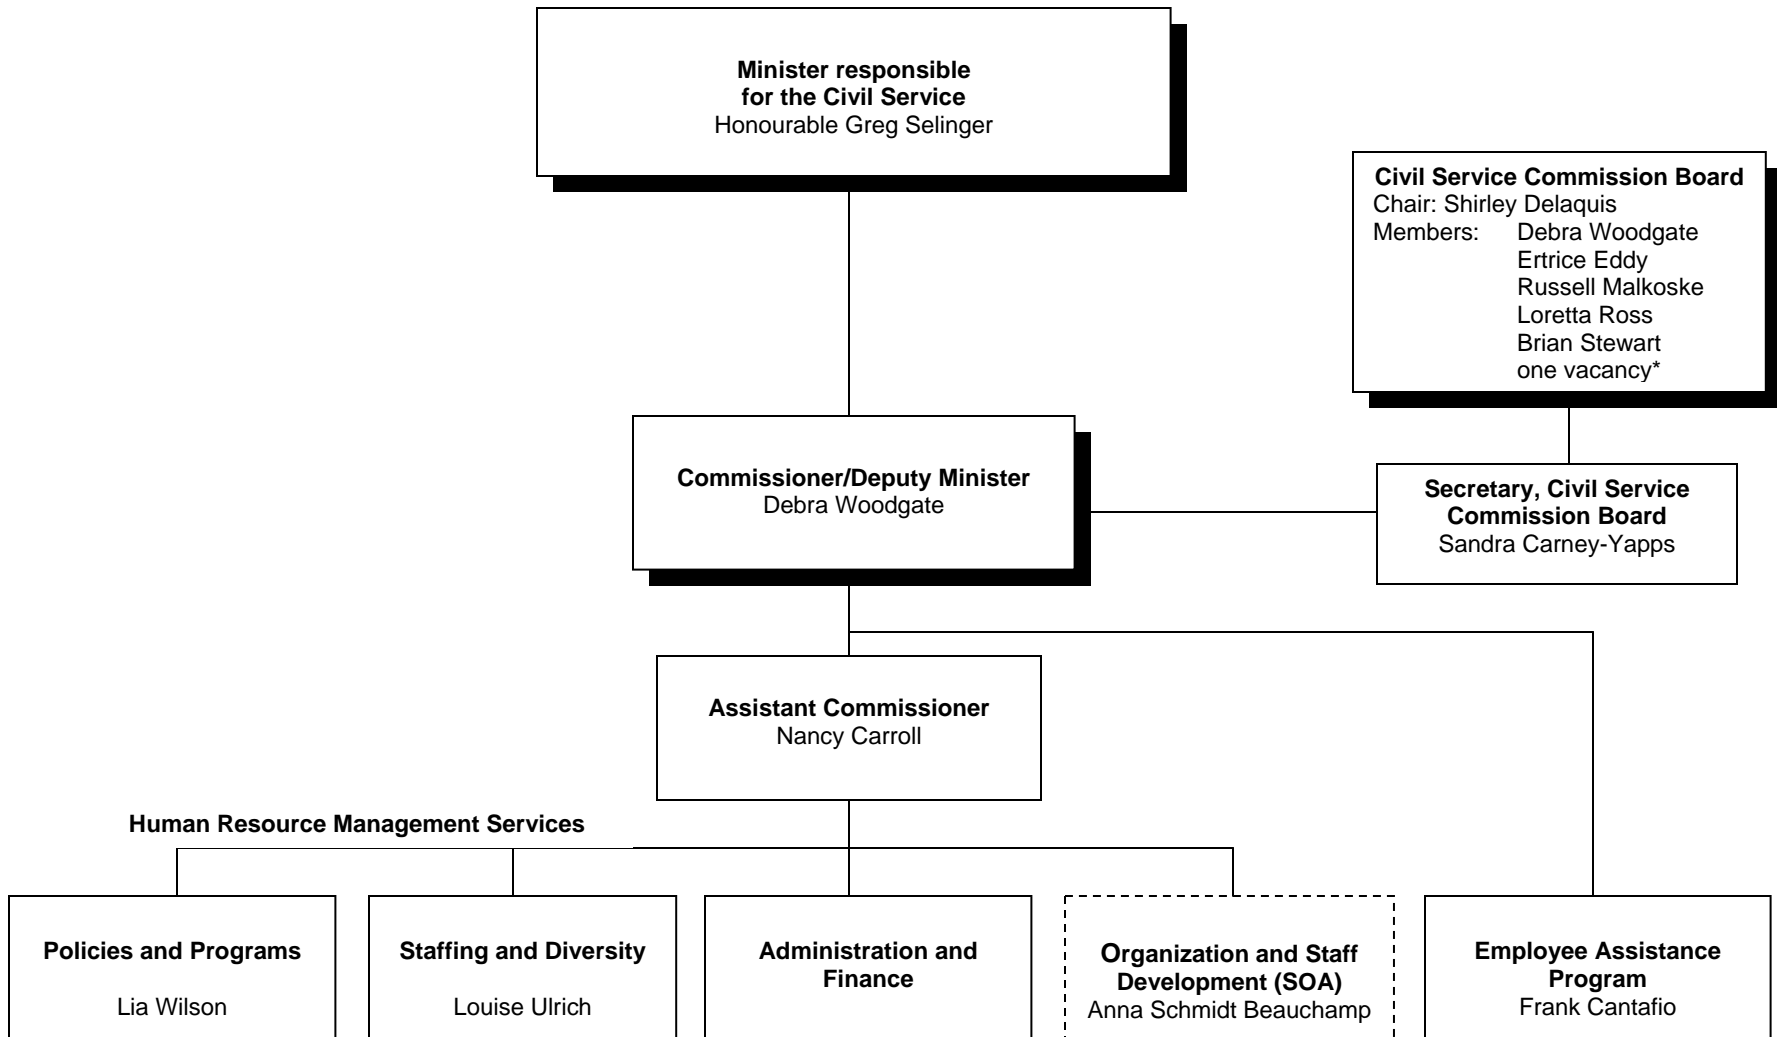 Minister responsible
for the Civil Service
Honourable Greg Selinger
Civil Service Commission Board
Chair: Shirley Delaquis
Members: Debra Woodgate
Ertrice Eddy
Russell Malkoske
Loretta Ross
Brian Stewart
one vacancy*
Commissioner/Deputy Minister
Debra Woodgate
Secretary, Civil Service
Commission Board
Sandra Carney-Yapps
Assistant Commissioner
Nancy Carroll
Human Resource Management Services
Policies and Programs
Lia Wilson
Staffing and Diversity
Louise Ulrich
Administration and
Finance
Organization and Staff
Development (SOA)
Anna Schmidt Beauchamp
Employee Assistance
Program
Frank Cantafio